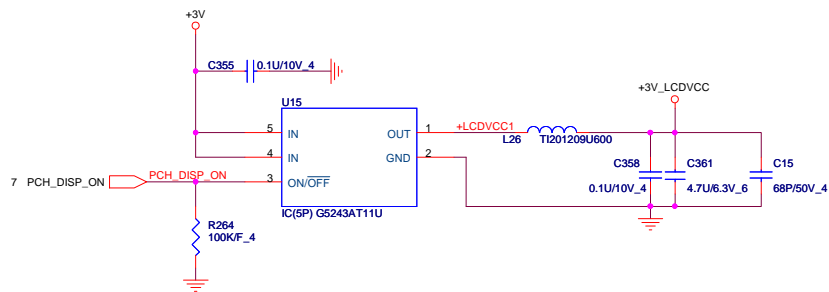 +3V
C355 0.1U/10V_4
+3V_LCDVCC
U15
5 IN OUT 1 +LCDVCC1
L26 TI201209U600
4 IN GND 2
C358 C361 C15
7 PCH_DISP_ON PCH_DISP_ON 3 ON/OFF
0.1U/10V_4 4.7U/6.3V_6 68P/50V_4
IC(5P) G5243AT11U
R264
100K/F_4